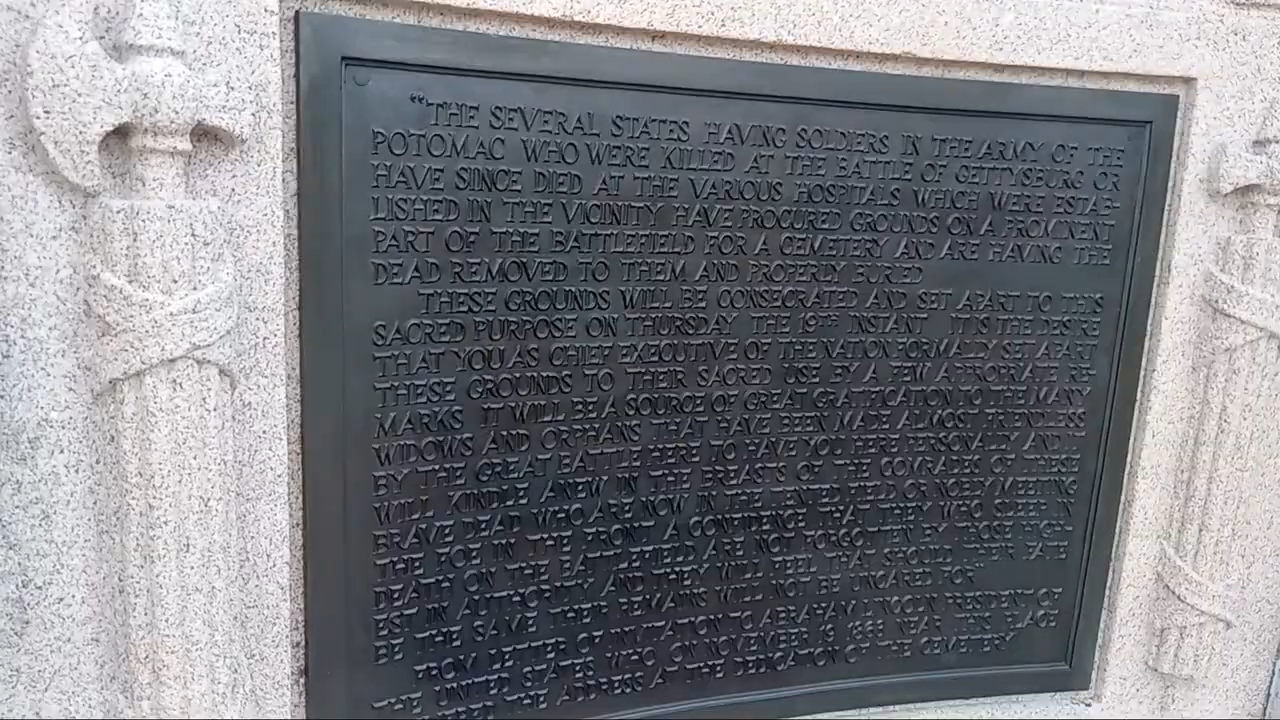 “THE SEVERAL STATES HAVING SOLDIERS IN THE ARMY OF THE
POTOMAC WHO WERE KILLED AT THE BATTLE OF GETTYSBURG OR
HAVE SINCE DIED AT THE VARIOUS HOSPITALS WHICH WERE ESTAB-
LISHED IN THE VICINITY HAVE PROCURED GROUNDS ON A PROMINENT
PART OF THE BATTLEFIELD FOR A CEMETERY AND ARE HAVING THE
DEAD REMOVED TO THEM AND PROPERLY BURIED
THESE GROUNDS WILL BE CONSECRATED AND SET APART TO THIS
SACRED PURPOSE ON THURSDAY THE 19TH INSTANT IT IS THE DESIRE
THAT YOU AS CHIEF EXECUTIVE OF THE NATION FORMALLY SET APART
THESE GROUNDS TO THEIR SACRED USE BY A FEW APPROPRIATE RE-
MARKS IT WILL BE A SOURCE OF GREAT GRATIFICATION TO THE MANY
WIDOWS AND ORPHANS THAT HAVE BEEN MADE ALMOST FRIENDLESS
BY THE GREAT BATTLE HERE TO HAVE YOU HERE PERSONALLY AND IT
WILL KINDLE ANEW IN THE BREASTS OF THE COMRADES OF THESE
BRAVE DEAD WHO ARE NOW IN THE TENTED FIELD OR NOBLY MEETING
THE FOE IN THE FRONT A CONFIDENCE THAT THEY WHO SLEEP IN
DEATH ON THE BATTLEFIELD ARE NOT FORGOTTEN BY THOSE HIGH-
EST IN AUTHORITY AND THEY WILL FEEL THAT SHOULD THEIR FATE
BE THE SAME THEIR REMAINS WILL NOT BE UNCARED FOR”
FROM LETTER OF INVITATION TO ABRAHAM LINCOLN PRESIDENT OF
THE UNITED STATES WHO ON NOVEMBER 19 1863 NEAR THIS PLACE
THE ADDRESS AT THE DEDICATION OF THE CEMETERY